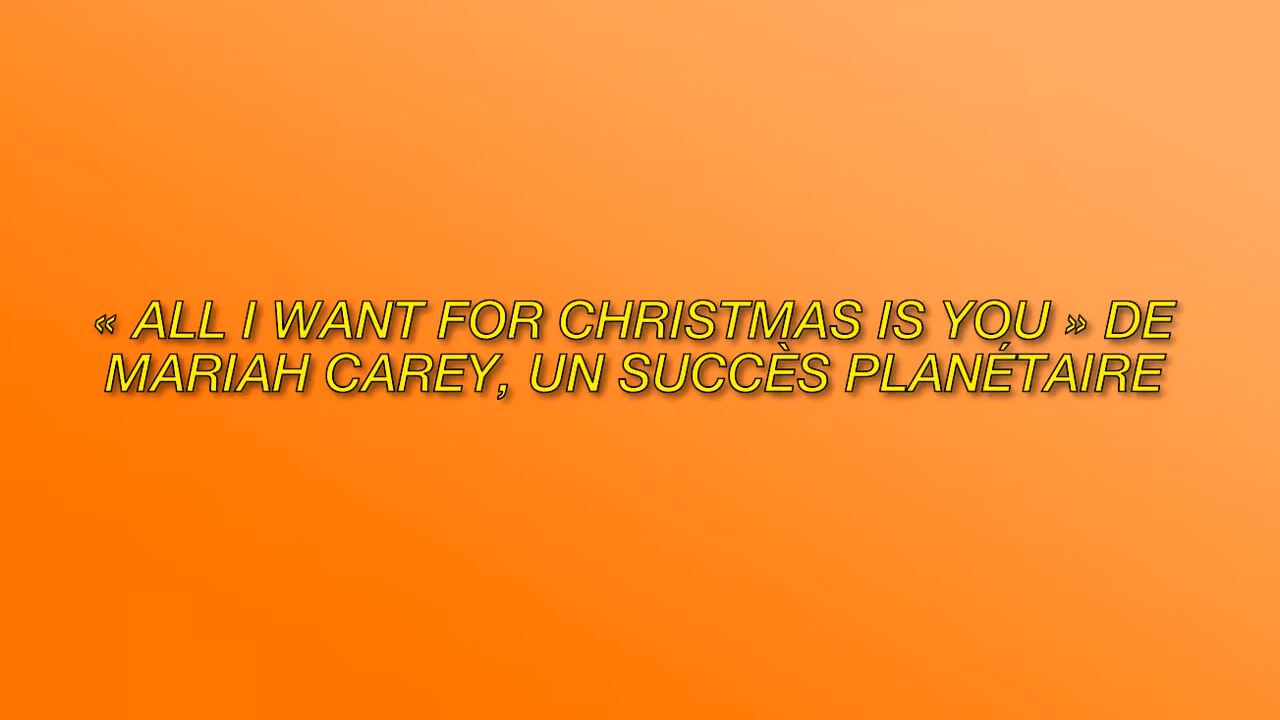 « ALL I WANT FOR CHRISTMAS IS YOU » DE
MARIAH CAREY, UN SUCCÈS PLANÉTAIRE